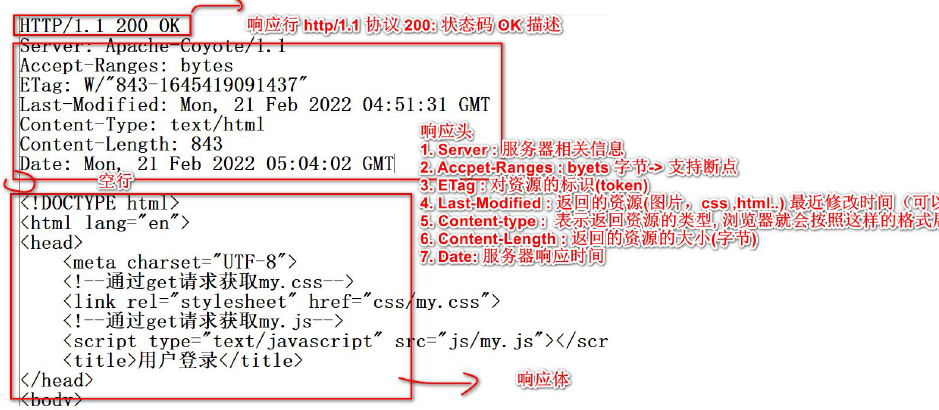 HTTP/1.1 200 OK
响应行 http/1.1 协议 200: 状态码 OK 描述
Server: Apache-Coyote/1.1
Accept-Ranges: bytes
ETag: W/"843-1645419091437"
Last-Modified: Mon, 21 Feb 2022 04:51:31 GMT
Content-Type: text/html
Content-Length: 843
Date: Mon, 21 Feb 2022 05:04:02 GMT
响应头
1. Server : 服务器相关信息
2. Accpet-Ranges : byets 字节-> 支持断点
3. ETag : 对资源的标识(token)
4. Last-Modified : 返回的资源(图片，css ,html..) 最近修改时间（可以
5. Content-type : 表示返回资源的类型, 浏览器就会按照这样的格式
6. Content-Length : 返回的资源的大小(字节)
7. Date: 服务器响应时间
空行
<!DOCTYPE html>
<html lang="en">
<head>
<meta charset="UTF-8">
<!--通过get请求获取my.css-->
<link rel="stylesheet" href="css/my.css">
<!--通过get请求获取my.js-->
<script type="text/javascript" src="js/my.js"></scr
<title>用户登录</title>
</head>
<body>
响应体